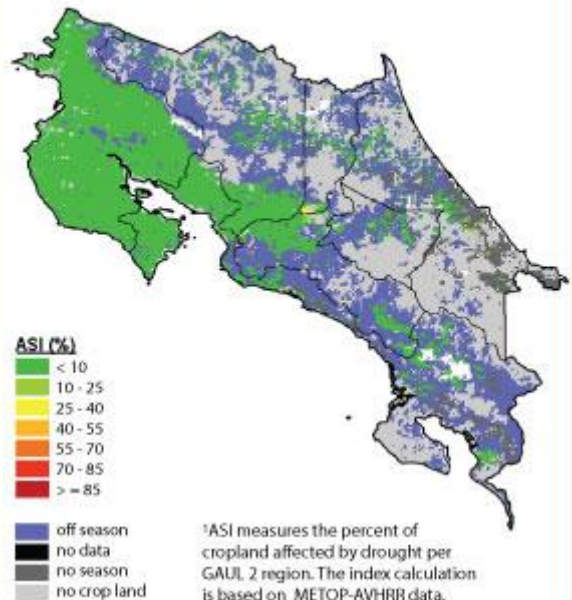 ASI (%)
< 10
10 - 25
25 - 40
40 - 55
55 - 70
70 - 85
> = 85
off season
no data
no season
no crop land
¹ASI measures the percent of
cropland affected by drought per
GAUL 2 region. The index calculation
is based on METOP-AVHRR data.